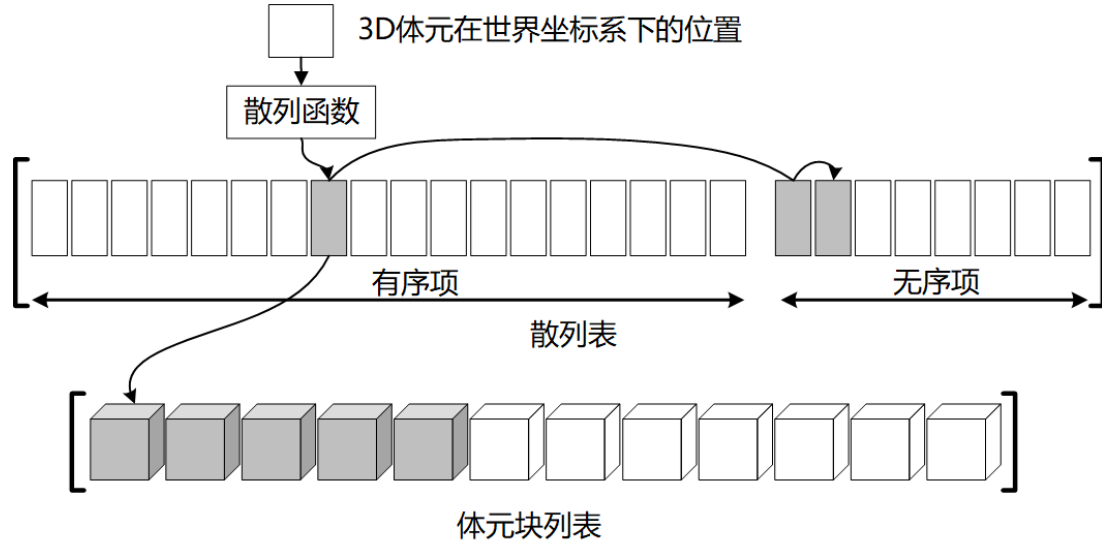 3D体元在世界坐标系下的位置
散列函数
有序项
无序项
散列表
体元块列表